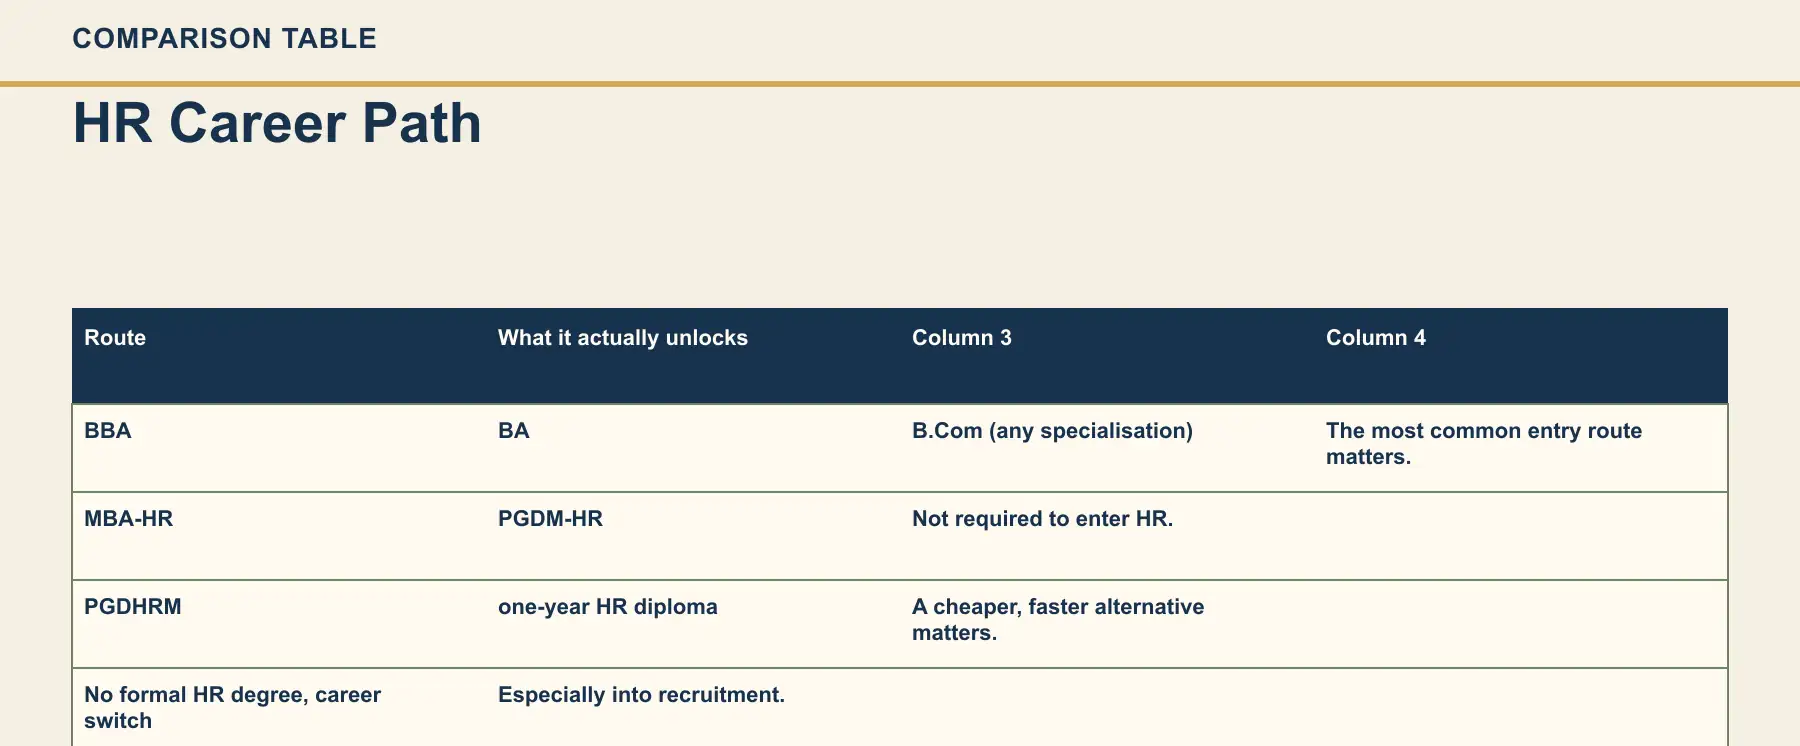 COMPARISON TABLE
HR Career Path
Route
What it actually unlocks
Column 3
Column 4
BBA
BA
B.Com (any specialisation)
The most common entry route
matters.
MBA-HR
PGDM-HR
Not required to enter HR.
PGDHRM
one-year HR diploma
A cheaper, faster alternative
matters.
No formal HR degree, career
switch
Especially into recruitment.